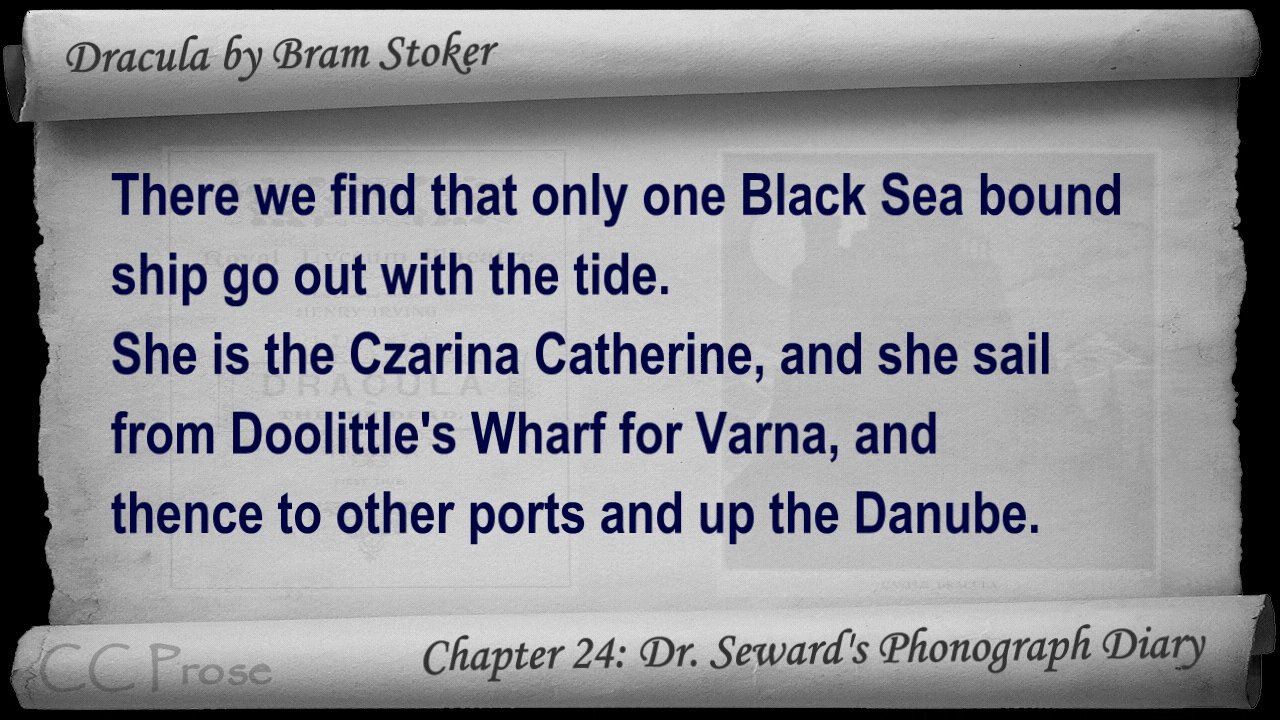 Dracula by Bram Stoker
There we find that only one Black Sea bound
ship go out with the tide.
She is the Czarina Catherine, and she sail
from Doolittle's Wharf for Varna, and
thence to other ports and up the Danube.
CC Prose
Chapter 24: Dr. Seward's Phonograph Diary